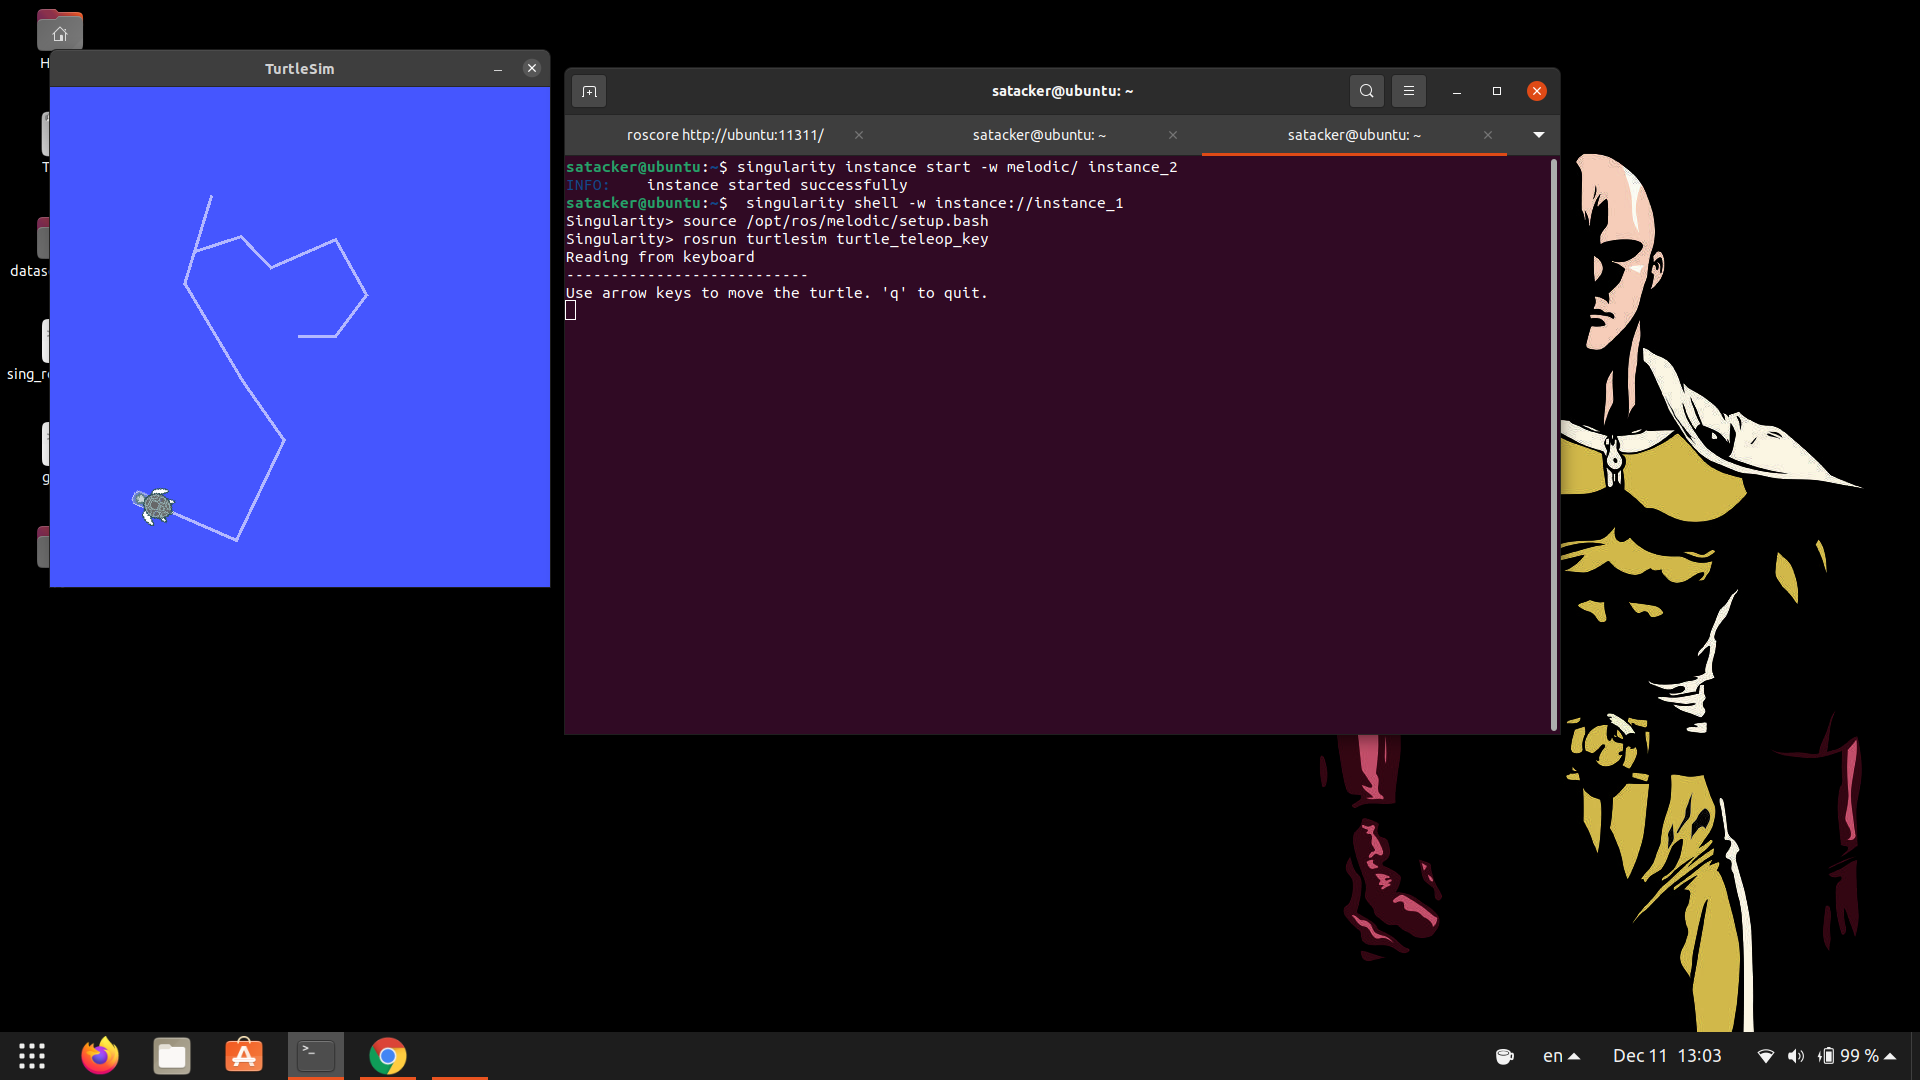 H
TurtleSim
T
datas
sing_r
g
satacker@ubuntu: ~
roscore http://ubuntu:11311/
satacker@ubuntu: ~
satacker@ubuntu: ~
satacker@ubuntu:~$ singularity instance start -w melodic/ instance_2
INFO:    instance started successfully
satacker@ubuntu:~$  singularity shell -w instance://instance_1
Singularity> source /opt/ros/melodic/setup.bash
Singularity> rosrun turtlesim turtle_teleop_key
Reading from keyboard
---------------------------
Use arrow keys to move the turtle. 'q' to quit.
en
Dec 11  13:03
99 %